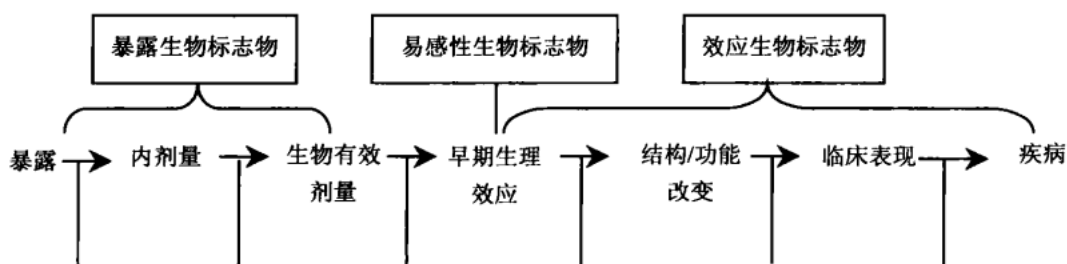 暴露生物标志物 易感性生物标志物 效应生物标志物
暴露 内剂量 生物有效 早期生理 结构/功能 临床表现 疾病
剂量 效应 改变